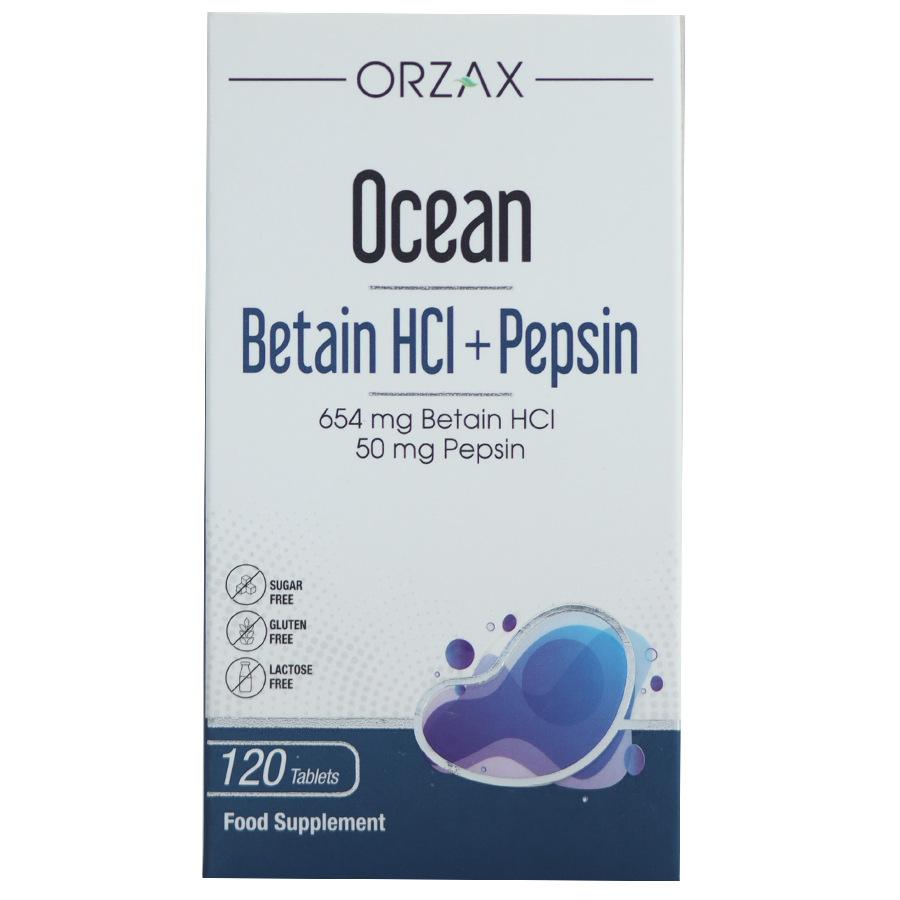 ORZAX
Ocean
Betain HCl + Pepsin
654 mg Betain HCl
50 mg Pepsin
SUGAR
FREE
GLUTEN
FREE
LACTOSE
FREE
120 Tablets
Food Supplement